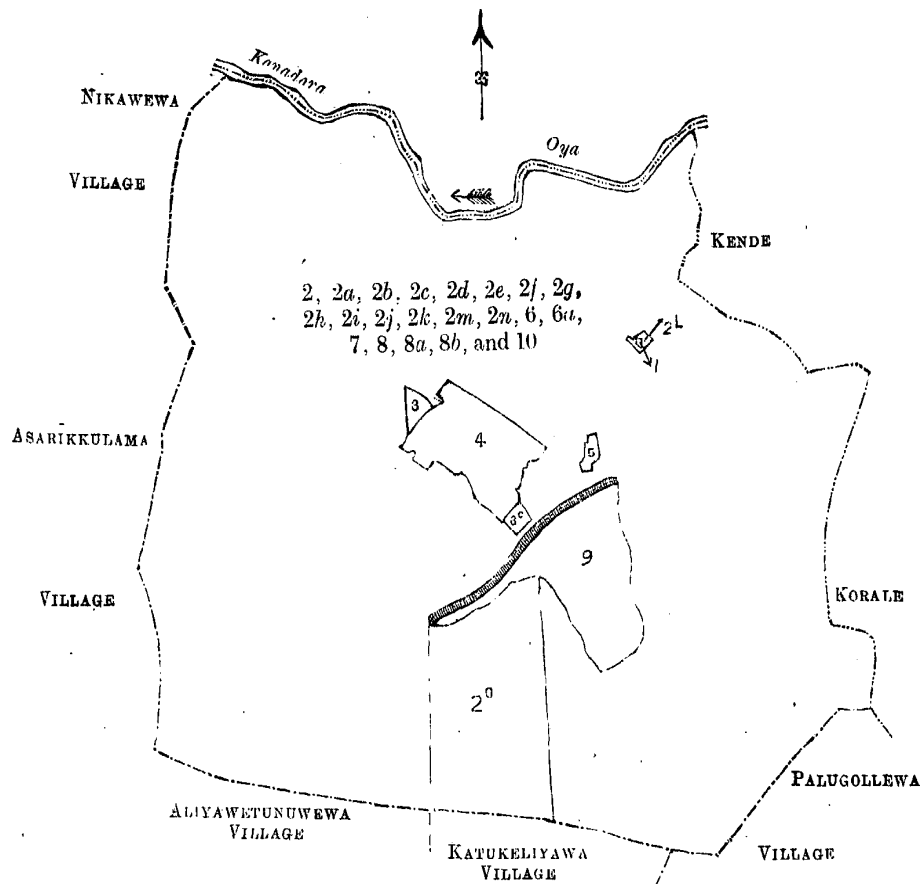 Kanadara
NIKAWEWA
Oya
VILLAGE
KENDE
2, 2a, 2b, 2c, 2d, 2e, 2f, 2g,
2h, 2i, 2j, 2k, 2m, 2n, 6, 6a,
7, 8, 8a, 8b, and 10
2L
1
3
4
ASARIKKULAMA
5
9
VILLAGE
KORALE
2
PALUGOLLEWA
ALIYAWETUNUWEWA
VILLAGE
KATUKELIYAWA
VILLAGE
VILLAGE